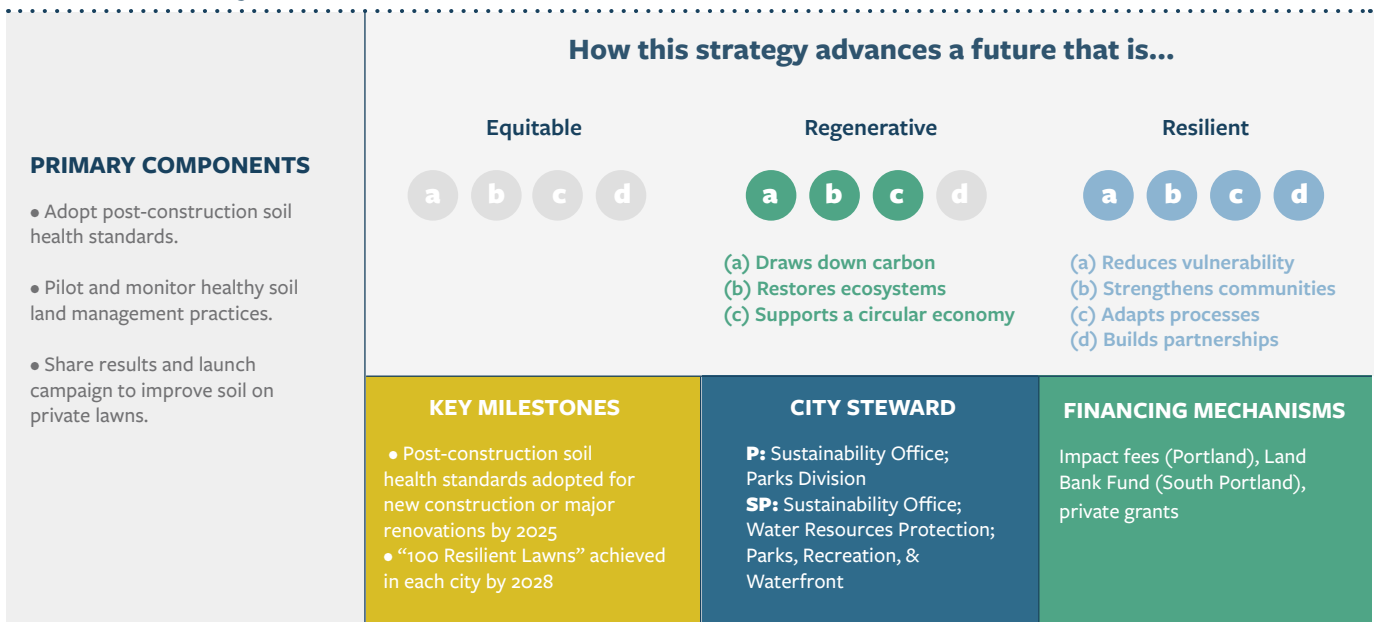 PRIMARY COMPONENTS
● Adopt post-construction soil
health standards.
● Pilot and monitor healthy soil
land management practices.
● Share results and launch
campaign to improve soil on
private lawns.
How this strategy advances a future that is...
Equitable
a b c d
Regenerative
a b c d
(a) Draws down carbon
(b) Restores ecosystems
(c) Supports a circular economy
Resilient
a b c d
(a) Reduces vulnerability
(b) Strengthens communities
(c) Adapts processes
(d) Builds partnerships
KEY MILESTONES
● Post-construction soil
health standards adopted for
new construction or major
renovations by 2025
● “100 Resilient Lawns” achieved
in each city by 2028
CITY STEWARD
P: Sustainability Office;
Parks Division
SP: Sustainability Office;
Water Resources Protection;
Parks, Recreation, &
Waterfront
FINANCING MECHANISMS
Impact fees (Portland), Land
Bank Fund (South Portland),
private grants